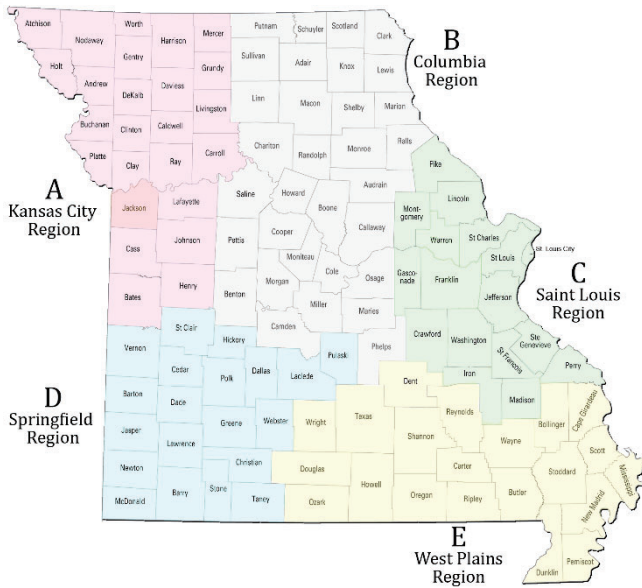 Atchison
Nodaway
Worth
Harrison
Mercer
Putnam
Schuyler
Scotland
Clark
Holt
Gentry
Grundy
Sullivan
Adair
Knox
Lewis
B
Columbia
Region
Andrew
DeKalb
Daviess
Livingston
Linn
Macon
Shelby
Marion
Buchanan
Clinton
Caldwell
Platte
Clay
Ray
Carroll
Chariton
Randolph
Monroe
Ralls
A
Kansas City
Region
Jackson
Lafayette
Saline
Howard
Boone
Audrain
Pike
Cass
Johnson
Pettis
Cooper
Callaway
Mont-
gomery
Lincoln
Warren
St Charles
St. Louis City
St Louis
Bates
Henry
Benton
Moniteau
Morgan
Cole
Osage
Gasco-
nade
Franklin
Jefferson
C
Saint Louis
Region
Miller
Maries
Camden
Phelps
Crawford
Washington
Ste
Genevieve
St Francois
Perry
Iron
Madison
D
Springfield
Region
Vernon
St Clair
Hickory
Cedar
Polk
Dallas
Laclede
Pulask
Barton
Dade
Greene
Webster
Jasper
Lawrence
Newton
Christian
McDonald
Barry
Stone
Taney
Dent
Wright
Texas
Reynolds
Shannon
Wayne
Bollinger
Cape Girardeau
Scott
Douglas
Carter
Stoddard
Mississippi
Ozark
Howell
Oregon
Ripley
Butler
New Madrid
Dunklin
Pemiscot
E
West Plains
Region